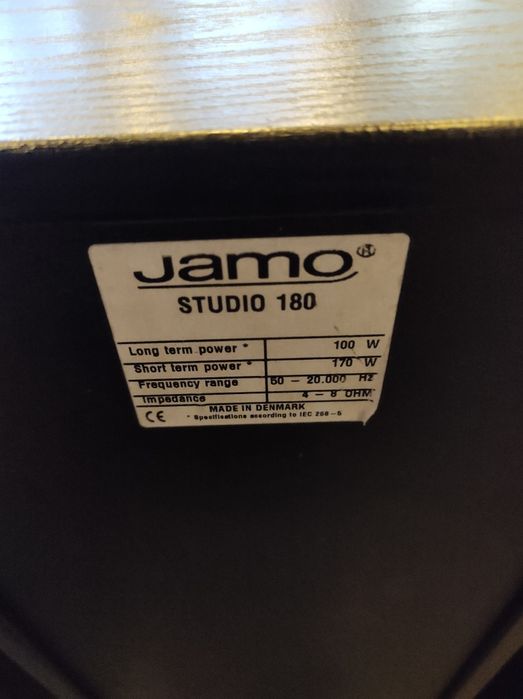 Jamo®
STUDIO 180
Long term power * 100 W
Short term power * 170 W
Frequency range 50 – 20.000 Hz
Impedance 4 – 8 OHM
MADE IN DENMARK
CE * Specifications according to IEC 268-5